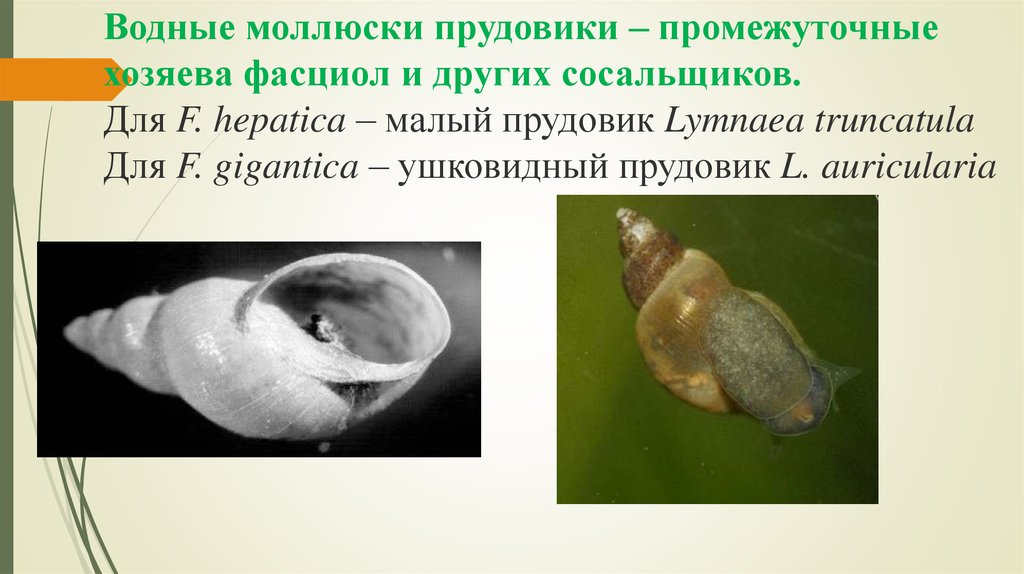 Водные моллюски прудовики – промежуточные
хозяева фасциол и других сосальщиков.
Для F. hepatica – малый прудовик Lymnaea truncatula
Для F. gigantica – ушковидный прудовик L. auricularia